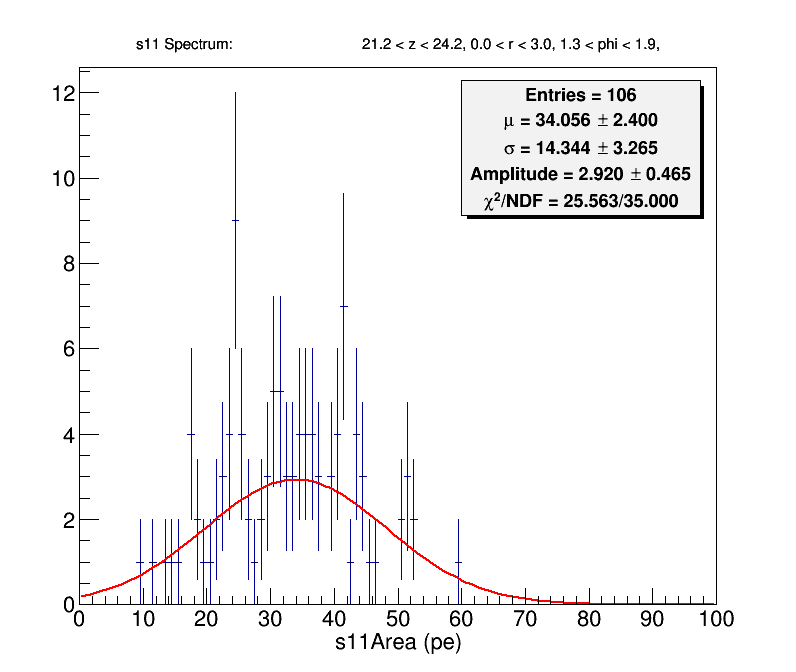 s11 Spectrum: 21.2 < z < 24.2, 0.0 < r < 3.0, 1.3 < phi < 1.9,
Entries = 106
μ = 34.056 ± 2.400
σ = 14.344 ± 3.265
Amplitude = 2.920 ± 0.465
χ²/NDF = 25.563/35.000
12
10
8
6
4
2
0
0 10 20 30 40 50 60 70 80 90 100
s11Area (pe)